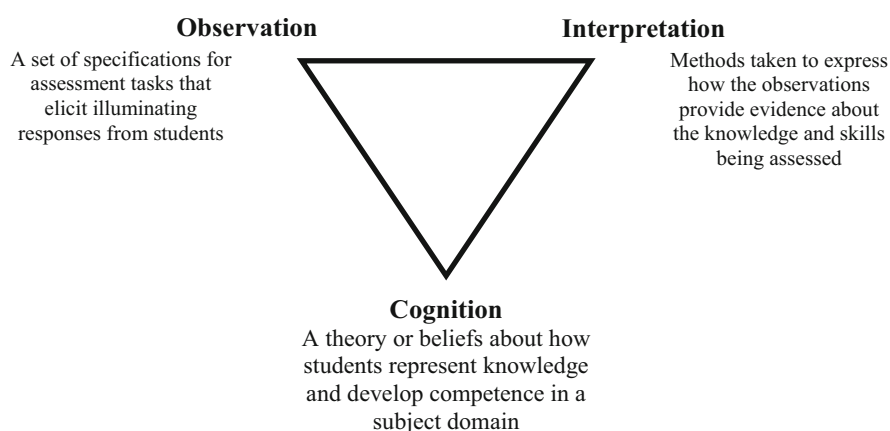 Observation
A set of specifications for
assessment tasks that
elicit illuminating
responses from students
Interpretation
Methods taken to express
how the observations
provide evidence about
the knowledge and skills
being assessed
Cognition
A theory or beliefs about how
students represent knowledge
and develop competence in a
subject domain